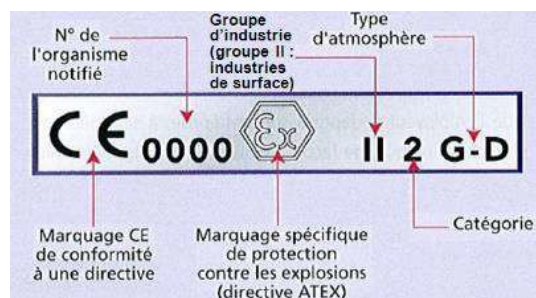 N° de
l'organisme
notifié
Groupe
d'industrie
(groupe II :
industries
de surface)
Type
d'atmosphère
CE 0000 Ex II 2 G-D
Marquage CE
de conformité
à une directive
Marquage spécifique
de protection
contre les explosions
(directive ATEX)
Catégorie